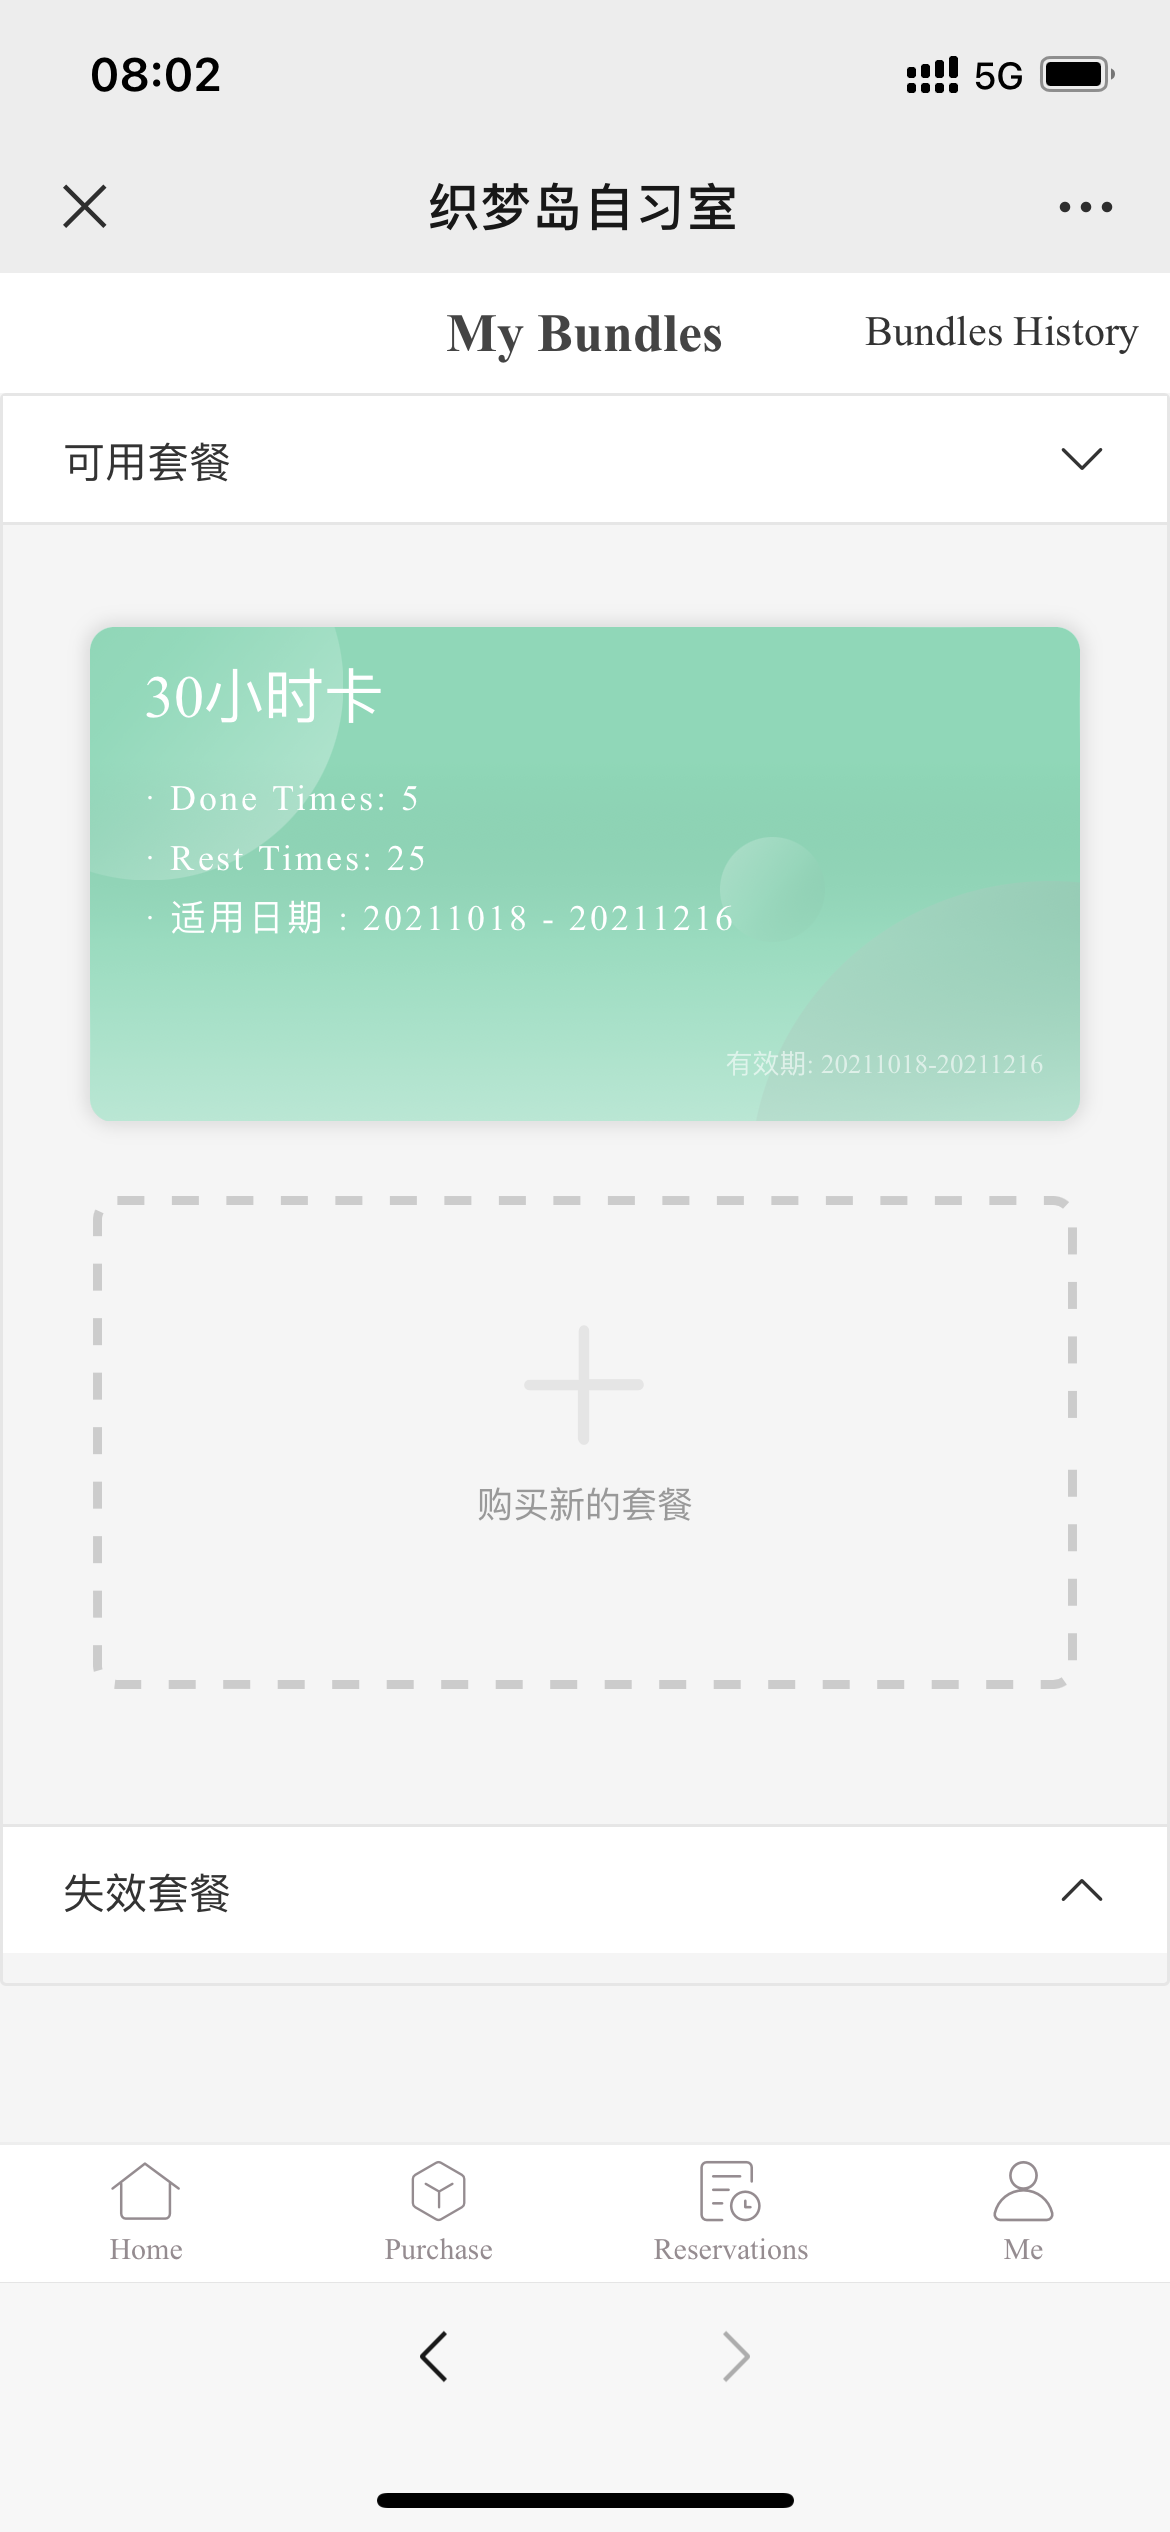 08:02
5G
织梦岛自习室
My Bundles
Bundles History
可用套餐
30小时卡
· Done Times: 5
· Rest Times: 25
· 适用日期 : 20211018 - 20211216
有效期: 20211018-20211216
购买新的套餐
失效套餐
Home
Purchase
Reservations
Me